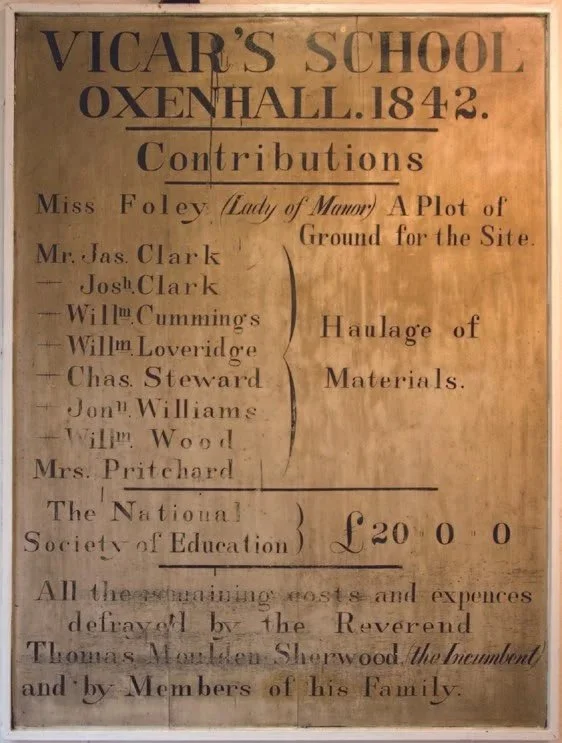 VICAR'S SCHOOL
OXENHALL. 1842.
Contributions
Miss Foley (Lady of Manor) A Plot of
Ground for the Site.
Mr. Jas. Clark
— Josh. Clark
— Willm. Cummings
— Willm. Loveridge
— Chas. Steward
— Jonn. Williams
— Willm. Wood
Mrs. Pritchard
Haulage of
Materials.
The National
Society of Education
£20 0 0
All the remaining costs and expences
defray'd by the Reverend
Thomas Moulden Sherwood (the Incumbent)
and by Members of his Family.